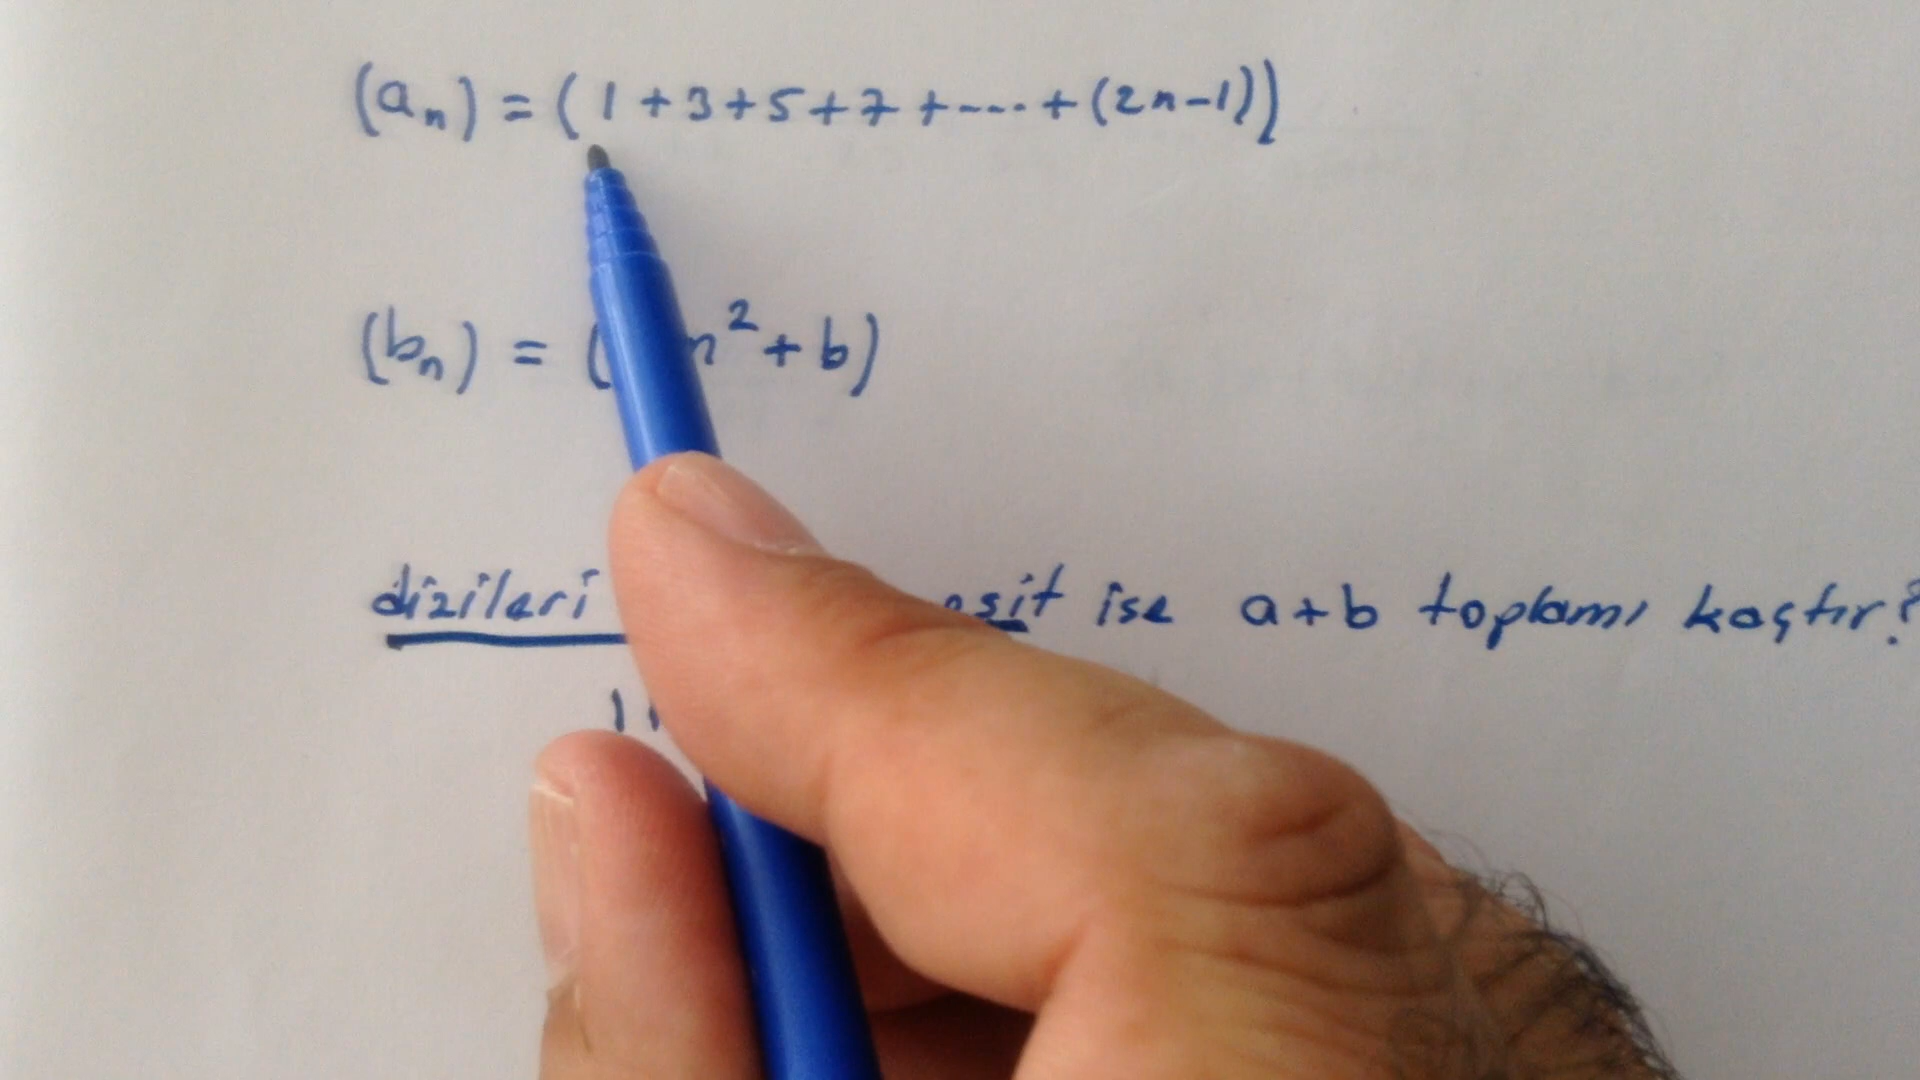 (aₙ) = (1+3+5+7+----+(2n-1))
(bₙ) = ( n²+b)
dizileri eşit ise a+b toplamı kaçtır?